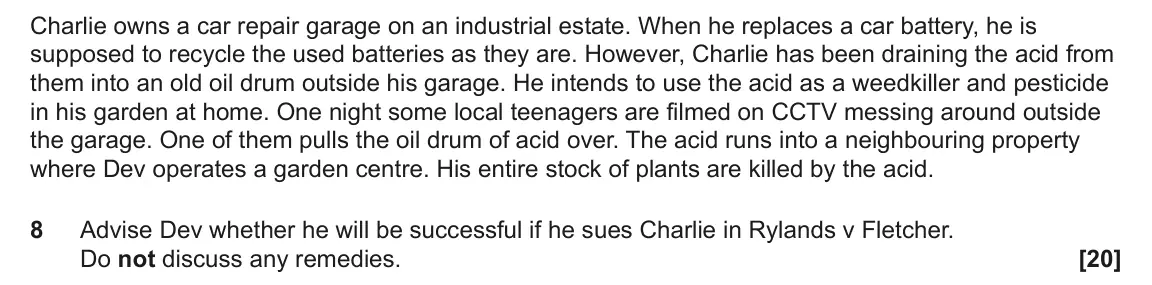 Charlie owns a car repair garage on an industrial estate. When he replaces a car battery, he is
supposed to recycle the used batteries as they are. However, Charlie has been draining the acid from
them into an old oil drum outside his garage. He intends to use the acid as a weedkiller and pesticide
in his garden at home. One night some local teenagers are filmed on CCTV messing around outside
the garage. One of them pulls the oil drum of acid over. The acid runs into a neighbouring property
where Dev operates a garden centre. His entire stock of plants are killed by the acid.
8 Advise Dev whether he will be successful if he sues Charlie in Rylands v Fletcher.
Do not discuss any remedies. [20]